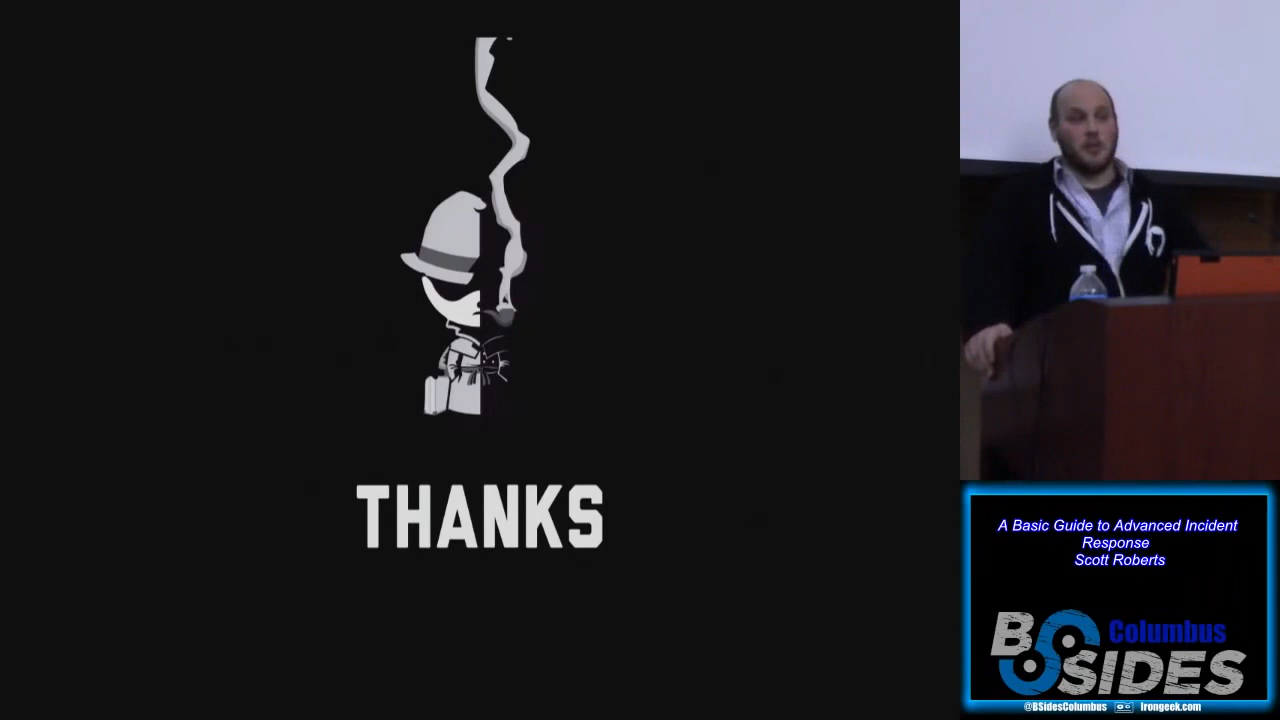 THANKS
A Basic Guide to Advanced Incident
Response
Scott Roberts
Columbus
BSIDES
@BSidesColumbus Irongeek.com